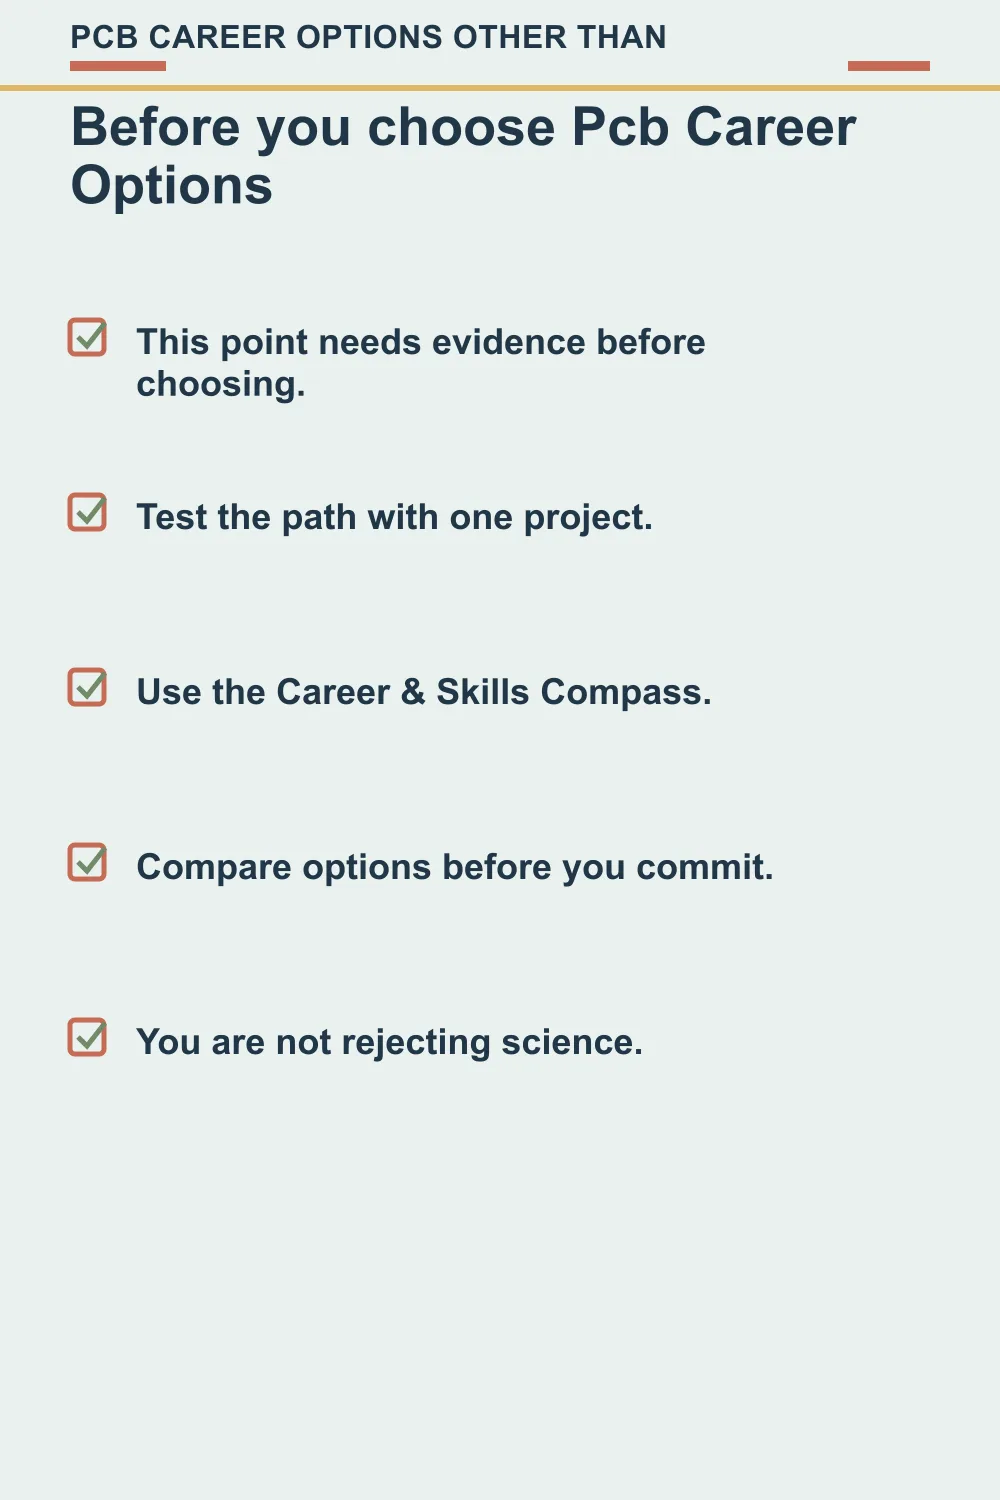 PCB CAREER OPTIONS OTHER THAN
Before you choose Pcb Career
Options
This point needs evidence before
choosing.
Test the path with one project.
Use the Career & Skills Compass.
Compare options before you commit.
You are not rejecting science.